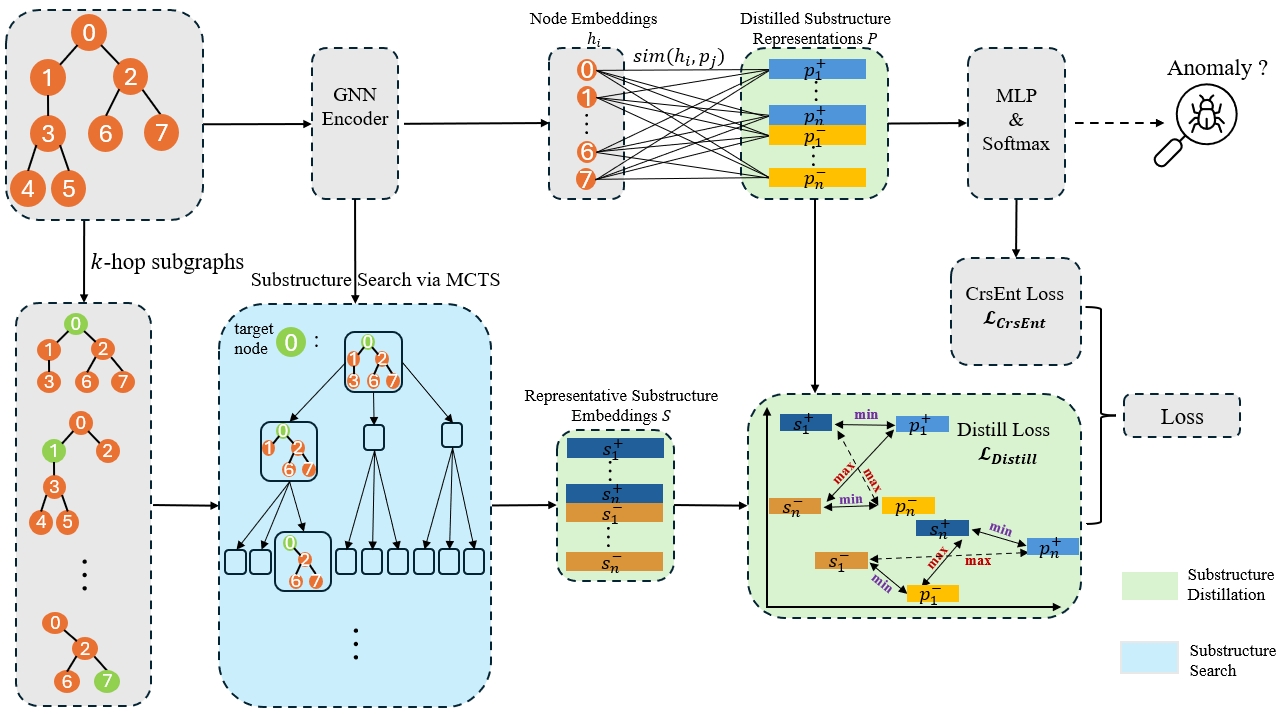 0
1
2
3
6
7
4
5
GNN
Encoder
Node Embeddings
h_i
0
1
6
7
sim(h_i, p_j)
Distilled Substructure
Representations P
p_1^+
p_n^+
p_1^-
p_n^-
MLP
&
Softmax
Anomaly ?
k-hop subgraphs
Substructure Search via MCTS
0
1
2
3
6
7
0
1
2
3
4
5
0
2
6
7
target
node
0
:
0
1
2
3
6
7
0
1
2
6
7
0
2
6
7
Representative Substructure
Embeddings S
s_1^+
s_n^+
s_1^-
s_n^-
CrsEnt Loss
ℒ_CrsEnt
Loss
Distill Loss
ℒ_Distill
s_1^+
min
p_1^+
max
max
s_n^-
min
p_n^-
s_n^+
min
p_n^+
s_1^-
max
max
min
p_1^-
Substructure
Distillation
Substructure
Search